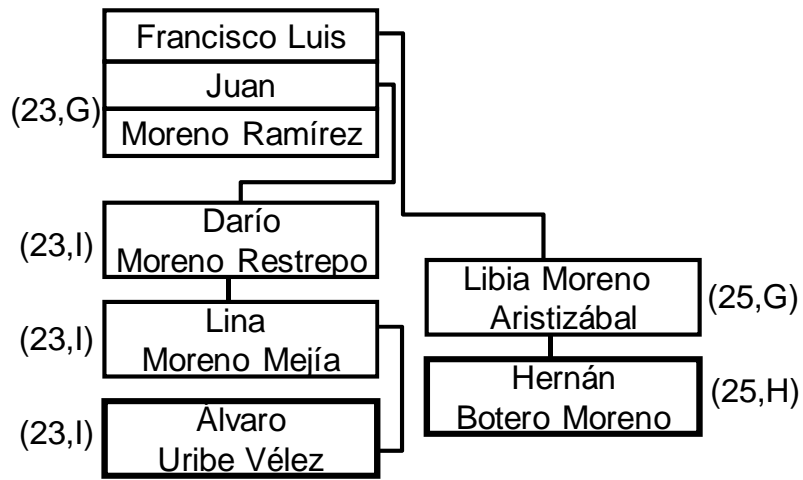 Francisco Luis
Juan
(23,G)
Moreno Ramírez
Darío
(23,I)
Moreno Restrepo
Libia Moreno
(25,G)
Aristizábal
Lina
(23,I)
Moreno Mejía
Hernán
(25,H)
Botero Moreno
Álvaro
(23,I)
Uribe Vélez